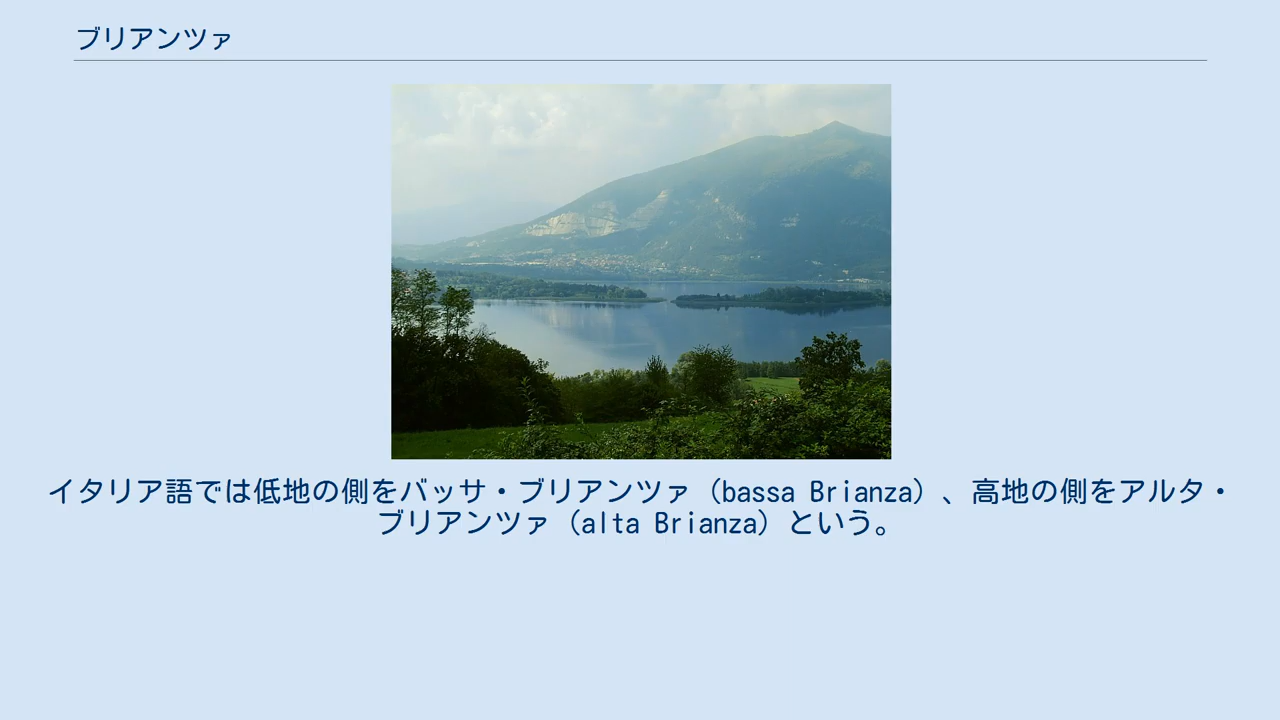 ブリアンツァ
イタリア語では低地の側をバッサ・ブリアンツァ（bassa Brianza）、高地の側をアルタ・
ブリアンツァ（alta Brianza）という。